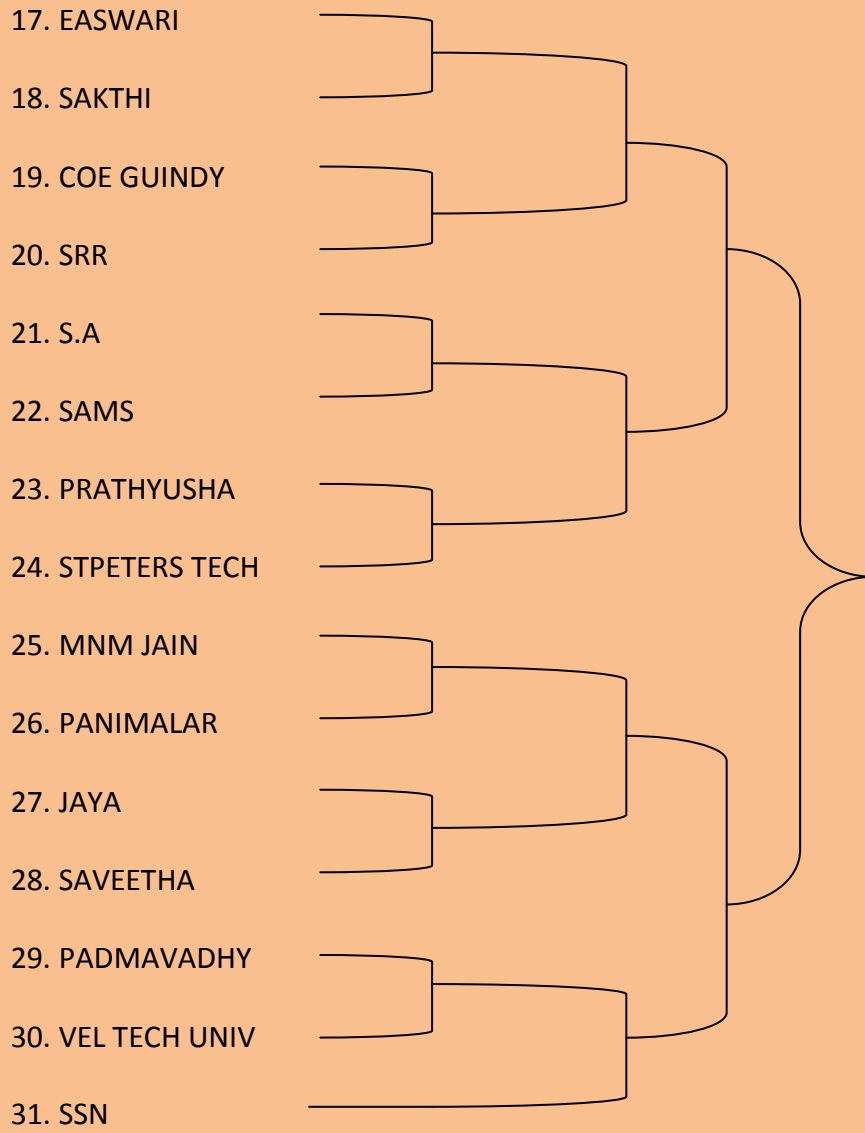 17. EASWARI
18. SAKTHI
19. COE GUINDY
20. SRR
21. S.A
22. SAMS
23. PRATHYUSHA
24. STPETERS TECH
25. MNM JAIN
26. PANIMALAR
27. JAYA
28. SAVEETHA
29. PADMAVADHY
30. VEL TECH UNIV
31. SSN